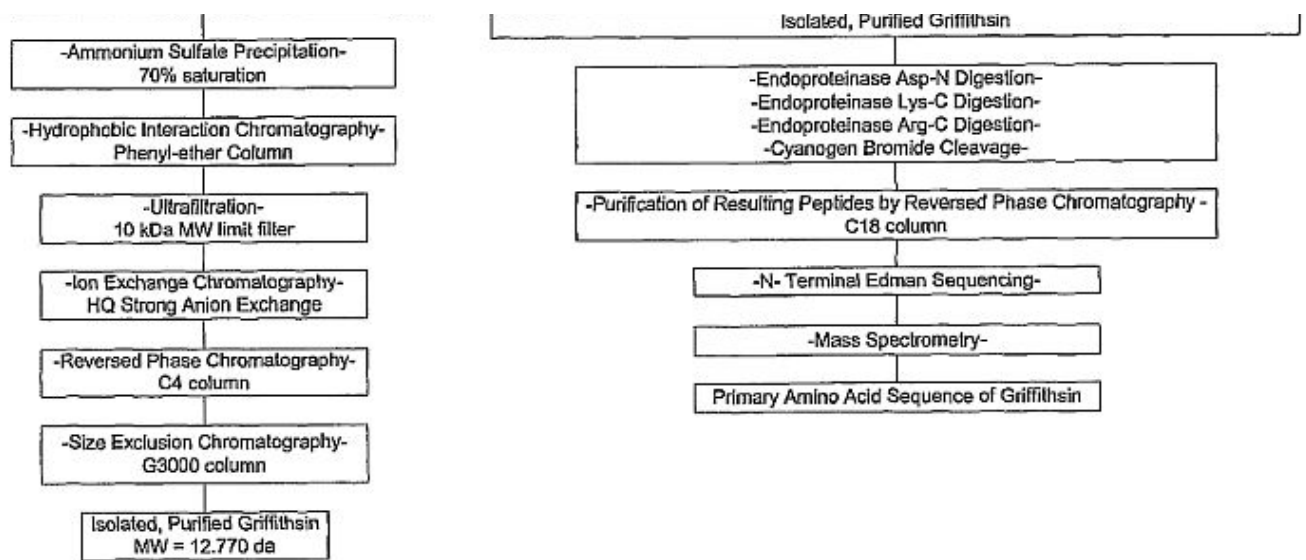 -Ammonium Sulfate Precipitation-
70% saturation
-Hydrophobic Interaction Chromatography-
Phenyl-ether Column
-Ultrafiltration-
10 kDa MW limit filter
-Ion Exchange Chromatography-
HQ Strong Anion Exchange
-Reversed Phase Chromatography-
C4 column
-Size Exclusion Chromatography-
G3000 column
Isolated, Purified Griffithsin
MW = 12.770 da
Isolated, Purified Griffithsin
-Endoproteinase Asp-N Digestion-
-Endoproteinase Lys-C Digestion-
-Endoproteinase Arg-C Digestion-
-Cyanogen Bromide Cleavage-
-Purification of Resulting Peptides by Reversed Phase Chromatography -
C18 column
-N- Terminal Edman Sequencing-
-Mass Spectrometry-
Primary Amino Acid Sequence of Griffithsin